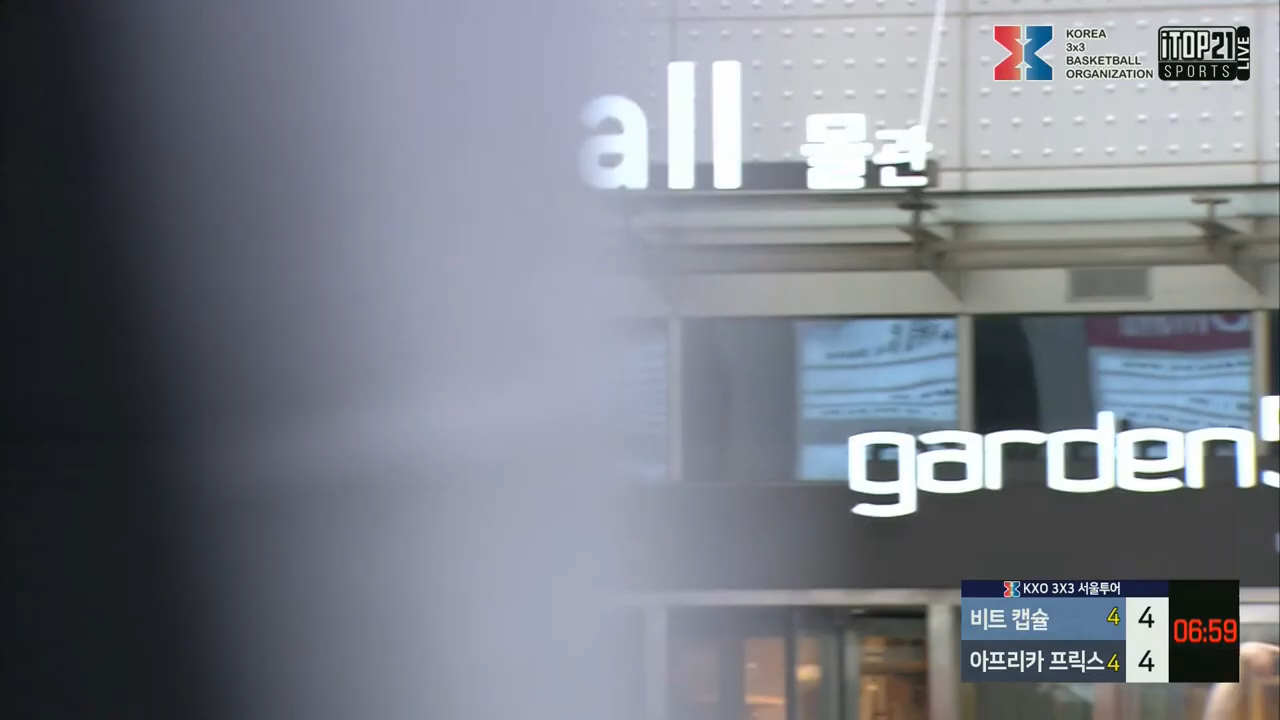 KOREA
3x3
BASKETBALL
ORGANIZATION
iTOP21
SPORTS
LIVE
all 몰관
garden5
KXO 3X3 서울투어
비트 캡슐 4 4
아프리카 프릭스 4 4
06:59